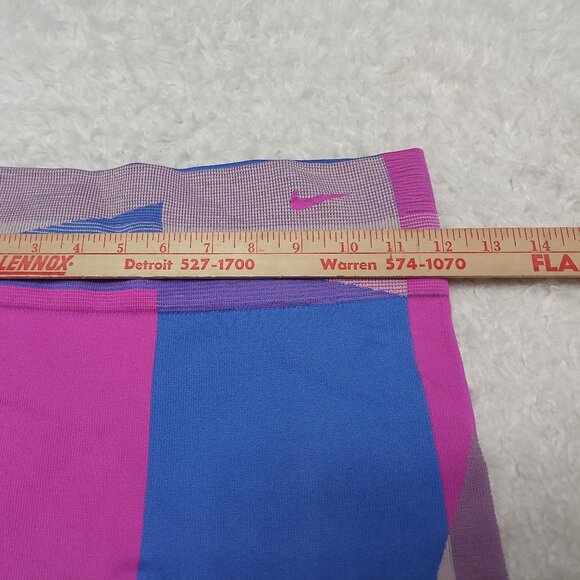 3 4 5 6 7 8 9 10 11 12 13 14
LENNOX Detroit 527-1700 Warren 574-1070 FLA